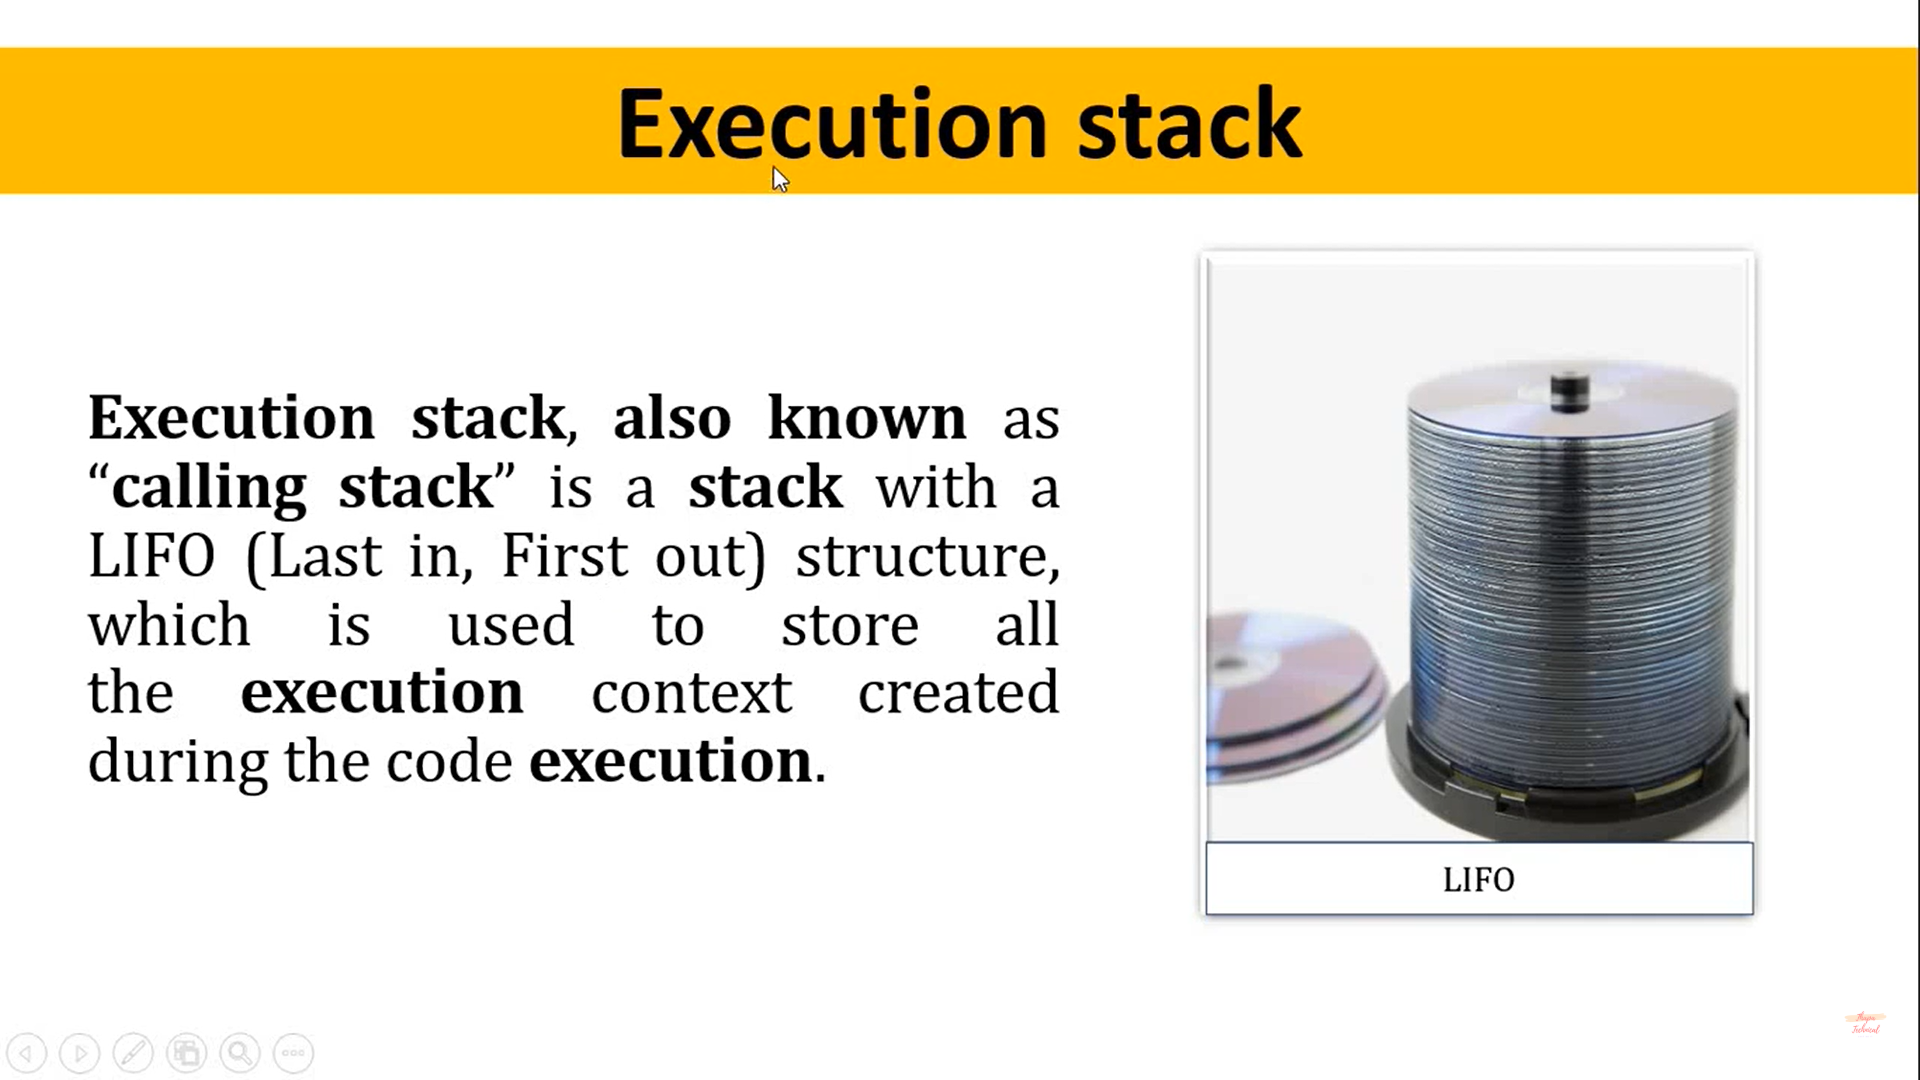 Execution stack
Execution stack, also known as
“calling stack” is a stack with a
LIFO (Last in, First out) structure,
which is used to store all
the execution context created
during the code execution.
LIFO
Technical